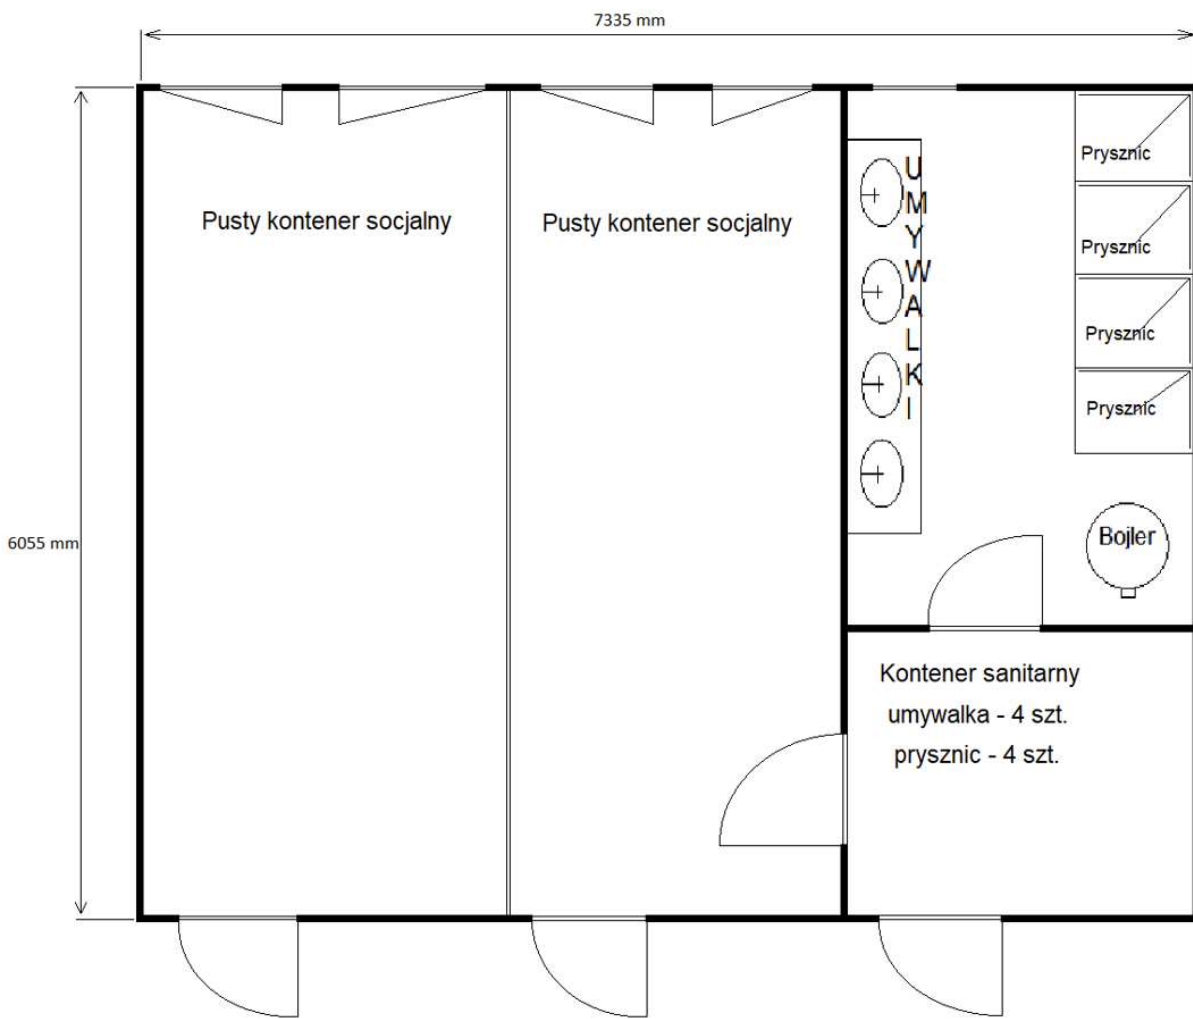 7335 mm
Prysznic
UMYWALKI
Pusty kontener socjalny
Pusty kontener socjalny
Prysznic
Prysznic
Prysznic
6055 mm
Bojler
Kontener sanitarny
umywalka - 4 szt.
prysznic - 4 szt.